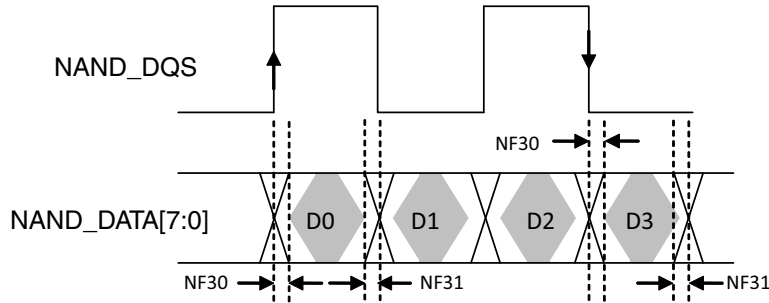 NAND_DQS
NF30
NAND_DATA[7:0]
D0
D1
D2
D3
NF30
NF31
NF31